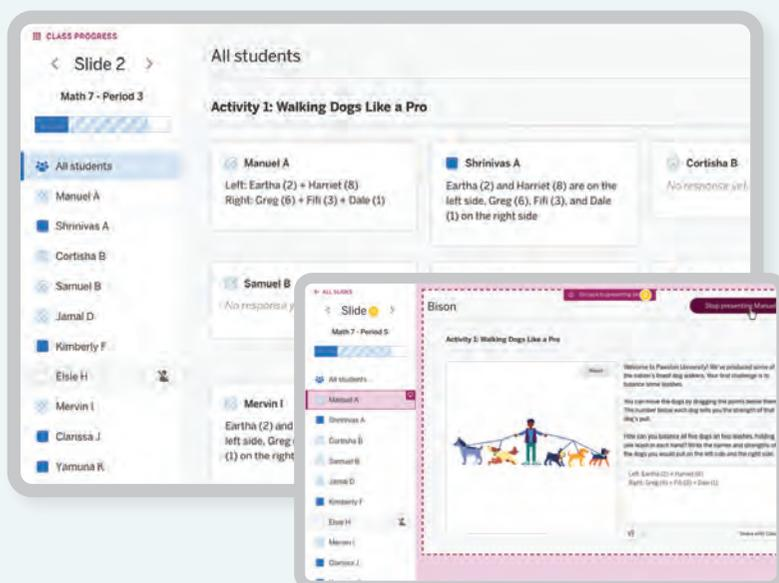 CLASS PROGRESS
< Slide 2 >
Math 7 - Period 3
All students
Manuel A
Shrinivas A
Cortisha B
Samuel B
Jamal D
Kimberly F
Elsie H
Mervin I
Clarissa J
Yamuna K
All students
Activity 1: Walking Dogs Like a Pro
Manuel A
Left: Eartha (2) + Harriet (8)
Right: Greg (6) + Fifi (3) + Dale (1)
Shrinivas A
Eartha (2) and Harriet (8) are on the
left side, Greg (6), Fifi (3), and Dale
(1) on the right side
Cortisha B
No response yet
Samuel B
No response y
Mervin I
Eartha (2) and
left side, Greg
(1) on the right
ALL SLIDES
< Slide >
Math 7 - Period 5
All students
Manuel A
Shrinivas A
Cortisha B
Samuel B
Jamal D
Kimberly F
Elsie H
Mervin I
Clarissa J
Bison
Stop presenting Manuel
Activity 1: Walking Dogs Like a Pro
Welcome to Pawston University! We've produced some of
the nation's finest dog walkers. Your first challenge is to
balance some leashes.
You can move the dogs by dragging the points below them.
The number below each dog tells you the strength of that
dog's pull.
How can you balance all five dogs on five leashes, holding
one leash in each hand? Write the names and strengths of
the dogs you would put on the left side and the right side.
Left: Eartha (2) + Harriet (8)
Right: Greg (6) + Fifi (3) + Dale (1)
Share with Class